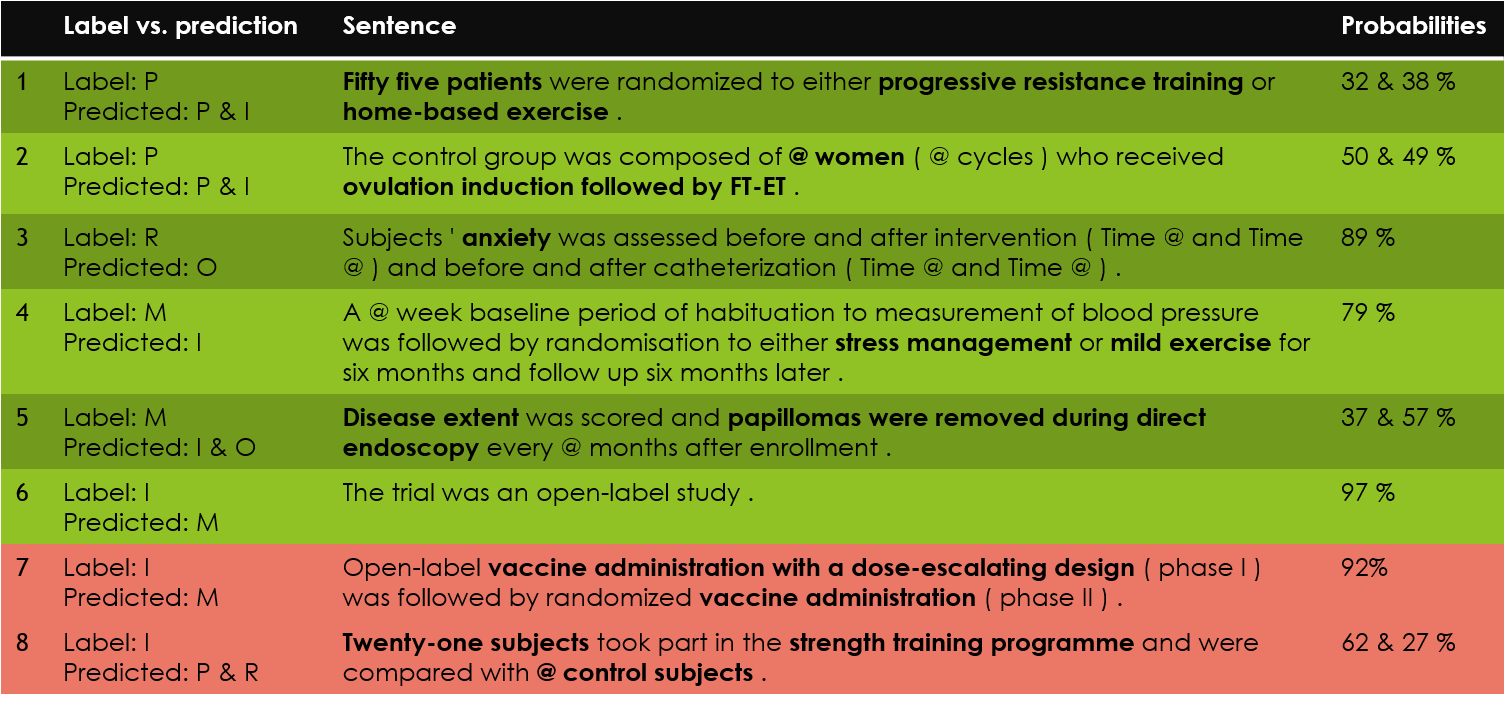 Label vs. prediction Sentence Probabilities
1 Label: P Fifty five patients were randomized to either progressive resistance training or 32 & 38 %
Predicted: P & I home-based exercise .
2 Label: P The control group was composed of @ women ( @ cycles ) who received 50 & 49 %
Predicted: P & I ovulation induction followed by FT-ET .
3 Label: R Subjects ' anxiety was assessed before and after intervention ( Time @ and Time 89 %
Predicted: O @ ) and before and after catheterization ( Time @ and Time @ ) .
4 Label: M A @ week baseline period of habituation to measurement of blood pressure 79 %
Predicted: I was followed by randomisation to either stress management or mild exercise for
six months and follow up six months later .
5 Label: M Disease extent was scored and papillomas were removed during direct 37 & 57 %
Predicted: I & O endoscopy every @ months after enrollment .
6 Label: I The trial was an open-label study . 97 %
Predicted: M
7 Label: I Open-label vaccine administration with a dose-escalating design ( phase I ) 92%
Predicted: M was followed by randomized vaccine administration ( phase II ) .
8 Label: I Twenty-one subjects took part in the strength training programme and were 62 & 27 %
Predicted: P & R compared with @ control subjects .